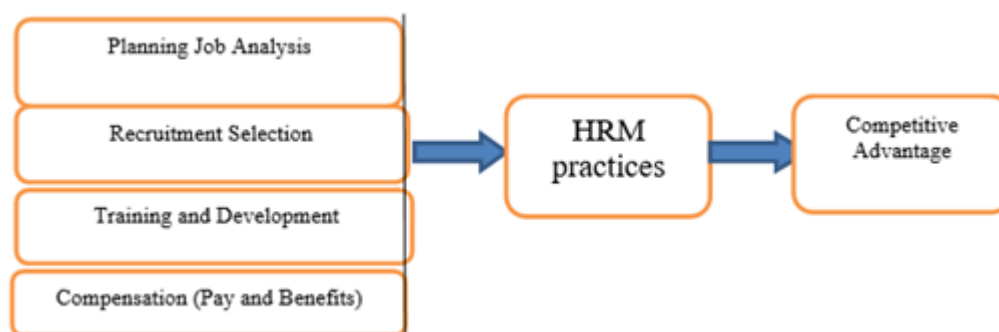 Planning Job Analysis
Recruitment Selection
Training and Development
Compensation (Pay and Benefits)
HRM
practices
Competitive
Advantage